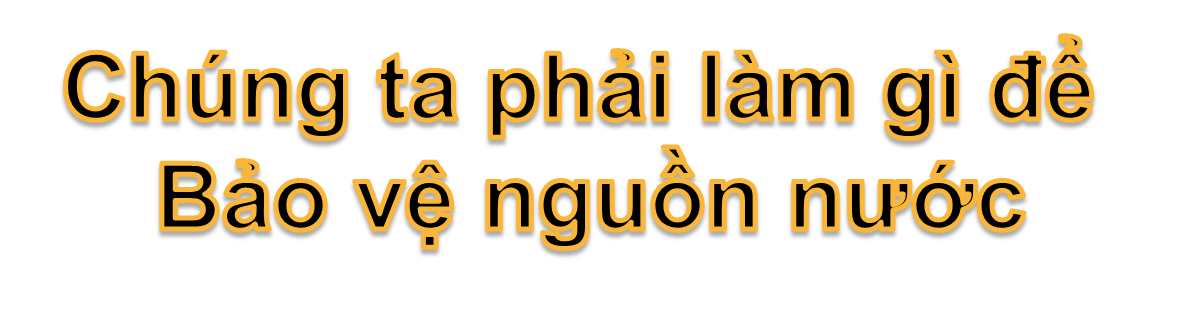 Chúng ta phải làm gì để
Bảo vệ nguồn nước